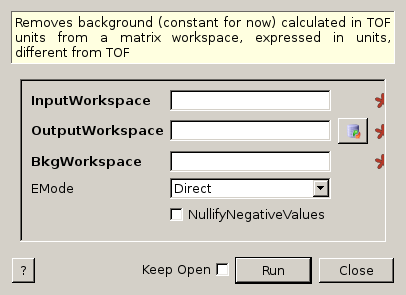 Removes background (constant for now) calculated in TOF
units from a matrix workspace, expressed in units,
different from TOF
InputWorkspace
OutputWorkspace
BkgWorkspace
EMode Direct
NullifyNegativeValues
? Keep Open Run Close